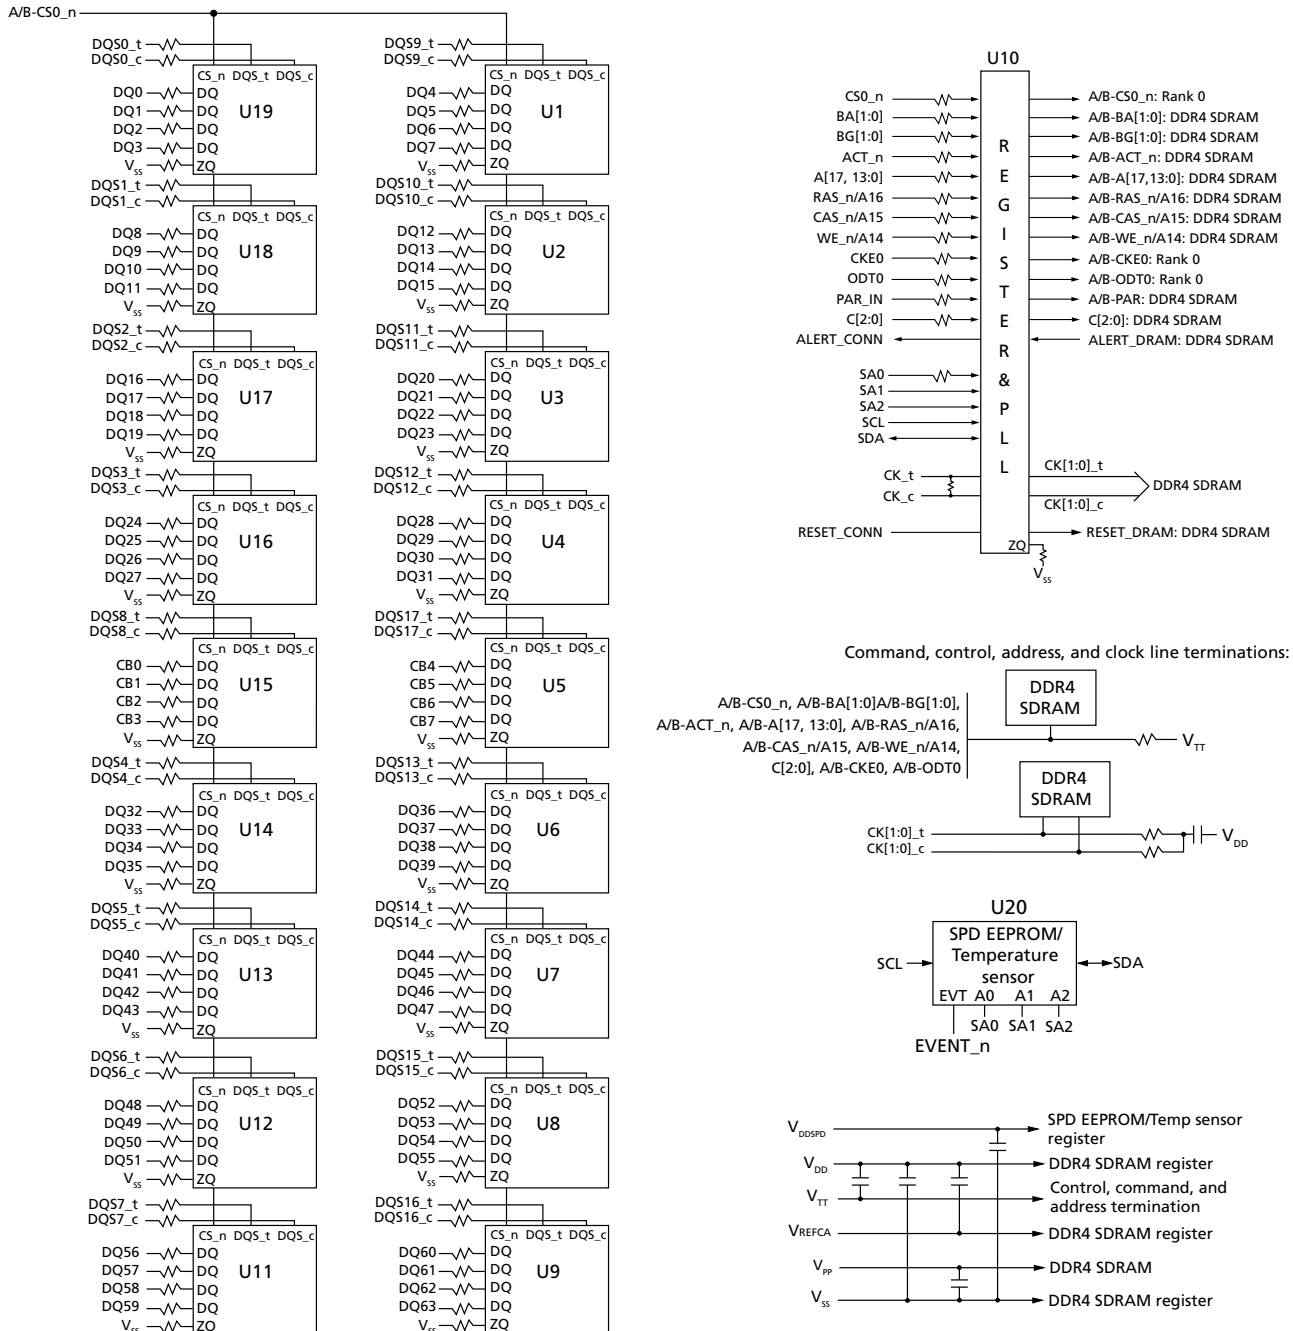 A/B-CS0_n
DQS0_t
DQS0_c
CS_n DQS_t DQS_c
DQ0 DQ
DQ1 DQ U19
DQ2 DQ
DQ3 DQ
Vss ZQ
DQS1_t
DQS1_c
CS_n DQS_t DQS_c
DQ8 DQ
DQ9 DQ U18
DQ10 DQ
DQ11 DQ
Vss ZQ
DQS2_t
DQS2_c
CS_n DQS_t DQS_c
DQ16 DQ
DQ17 DQ U17
DQ18 DQ
DQ19 DQ
Vss ZQ
DQS3_t
DQS3_c
CS_n DQS_t DQS_c
DQ24 DQ
DQ25 DQ U16
DQ26 DQ
DQ27 DQ
Vss ZQ
DQS8_t
DQS8_c
CS_n DQS_t DQS_c
CB0 DQ
CB1 DQ U15
CB2 DQ
CB3 DQ
Vss ZQ
DQS4_t
DQS4_c
CS_n DQS_t DQS_c
DQ32 DQ
DQ33 DQ U14
DQ34 DQ
DQ35 DQ
Vss ZQ
DQS5_t
DQS5_c
CS_n DQS_t DQS_c
DQ40 DQ
DQ41 DQ U13
DQ42 DQ
DQ43 DQ
Vss ZQ
DQS6_t
DQS6_c
CS_n DQS_t DQS_c
DQ48 DQ
DQ49 DQ U12
DQ50 DQ
DQ51 DQ
Vss ZQ
DQS7_t
DQS7_c
CS_n DQS_t DQS_c
DQ56 DQ
DQ57 DQ U11
DQ58 DQ
DQ59 DQ
Vss ZQ
DQS9_t
DQS9_c
CS_n DQS_t DQS_c
DQ4 DQ
DQ5 DQ U1
DQ6 DQ
DQ7 DQ
Vss ZQ
DQS10_t
DQS10_c
CS_n DQS_t DQS_c
DQ12 DQ
DQ13 DQ U2
DQ14 DQ
DQ15 DQ
Vss ZQ
DQS11_t
DQS11_c
CS_n DQS_t DQS_c
DQ20 DQ
DQ21 DQ U3
DQ22 DQ
DQ23 DQ
Vss ZQ
DQS12_t
DQS12_c
CS_n DQS_t DQS_c
DQ28 DQ
DQ29 DQ U4
DQ30 DQ
DQ31 DQ
Vss ZQ
DQS17_t
DQS17_c
CS_n DQS_t DQS_c
CB4 DQ
CB5 DQ U5
CB6 DQ
CB7 DQ
Vss ZQ
DQS13_t
DQS13_c
CS_n DQS_t DQS_c
DQ36 DQ
DQ37 DQ U6
DQ38 DQ
DQ39 DQ
Vss ZQ
DQS14_t
DQS14_c
CS_n DQS_t DQS_c
DQ44 DQ
DQ45 DQ U7
DQ46 DQ
DQ47 DQ
Vss ZQ
DQS15_t
DQS15_c
CS_n DQS_t DQS_c
DQ52 DQ
DQ53 DQ U8
DQ54 DQ
DQ55 DQ
Vss ZQ
DQS16_t
DQS16_c
CS_n DQS_t DQS_c
DQ60 DQ
DQ61 DQ U9
DQ62 DQ
DQ63 DQ
Vss ZQ
U10
REGISTER & PLL
CS0_n A/B-CS0_n: Rank 0
BA[1:0] A/B-BA[1:0]: DDR4 SDRAM
BG[1:0] A/B-BG[1:0]: DDR4 SDRAM
ACT_n A/B-ACT_n: DDR4 SDRAM
A[17, 13:0] A/B-A[17,13:0]: DDR4 SDRAM
RAS_n/A16 A/B-RAS_n/A16: DDR4 SDRAM
CAS_n/A15 A/B-CAS_n/A15: DDR4 SDRAM
WE_n/A14 A/B-WE_n/A14: DDR4 SDRAM
CKE0 A/B-CKE0: Rank 0
ODT0 A/B-ODT0: Rank 0
PAR_IN A/B-PAR: DDR4 SDRAM
C[2:0] C[2:0]: DDR4 SDRAM
ALERT_CONN ALERT_DRAM: DDR4 SDRAM
SA0
SA1
SA2
SCL
SDA
CK_t CK[1:0]_t
DDR4 SDRAM
CK_c CK[1:0]_c
RESET_CONN RESET_DRAM: DDR4 SDRAM
ZQ
Vss
Command, control, address, and clock line terminations:
DDR4
SDRAM
A/B-CS0_n, A/B-BA[1:0]A/B-BG[1:0],
A/B-ACT_n, A/B-A[17, 13:0], A/B-RAS_n/A16,
A/B-CAS_n/A15, A/B-WE_n/A14,
C[2:0], A/B-CKE0, A/B-ODT0
VTT
DDR4
SDRAM
CK[1:0]_t
CK[1:0]_c
VDD
U20
SPD EEPROM/
Temperature
sensor
SCL SDA
EVT A0 A1 A2
SA0 SA1 SA2
EVENT_n
VDDSPD SPD EEPROM/Temp sensor
register
VDD DDR4 SDRAM register
VTT Control, command, and
address termination
VREFCA DDR4 SDRAM register
VPP DDR4 SDRAM
Vss DDR4 SDRAM register